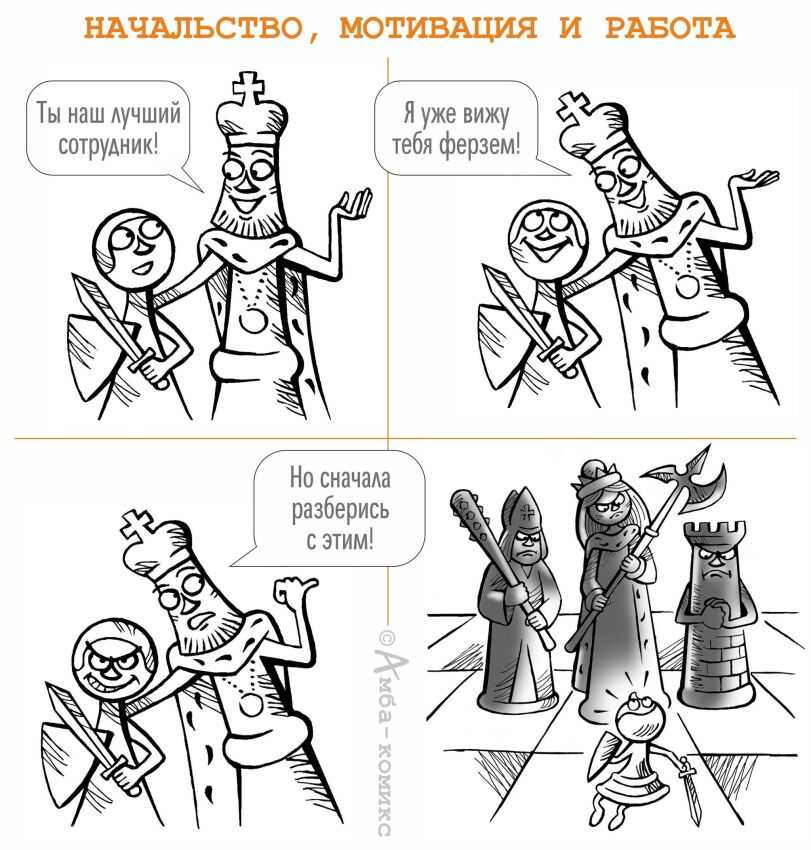 НАЧАЛЬСТВО, МОТИВАЦИЯ И РАБОТА
Ты наш лучший
сотрудник!
Я уже вижу
тебя ферзем!
Но сначала
разберись
с этим!
© Амба-комикс